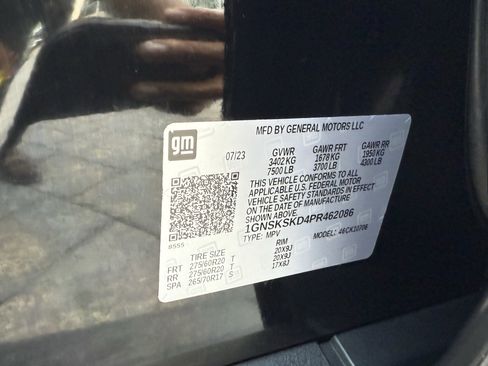 gm
MFD BY GENERAL MOTORS LLC
07/23
GVWR GAWR FRT GAWR RR
3402 KG 1678 KG 1950 KG
7500 LB 3700 LB 4300 LB
THIS VEHICLE CONFORMS TO ALL
APPLICABLE U.S. FEDERAL MOTOR
VEHICLE SAFETY STANDARDS IN EFFECT
ON THE DATE OF MANUFACTURE
SHOWN ABOVE.
1GNSKSKD4PR462086
TYPE: MPV MODEL: 46CK10706
8555
TIRE SIZE RIM
FRT 275/60R20 T 20X9J
RR 275/60R20 T 20X9J
SPA 265/70R17 S 17X8J